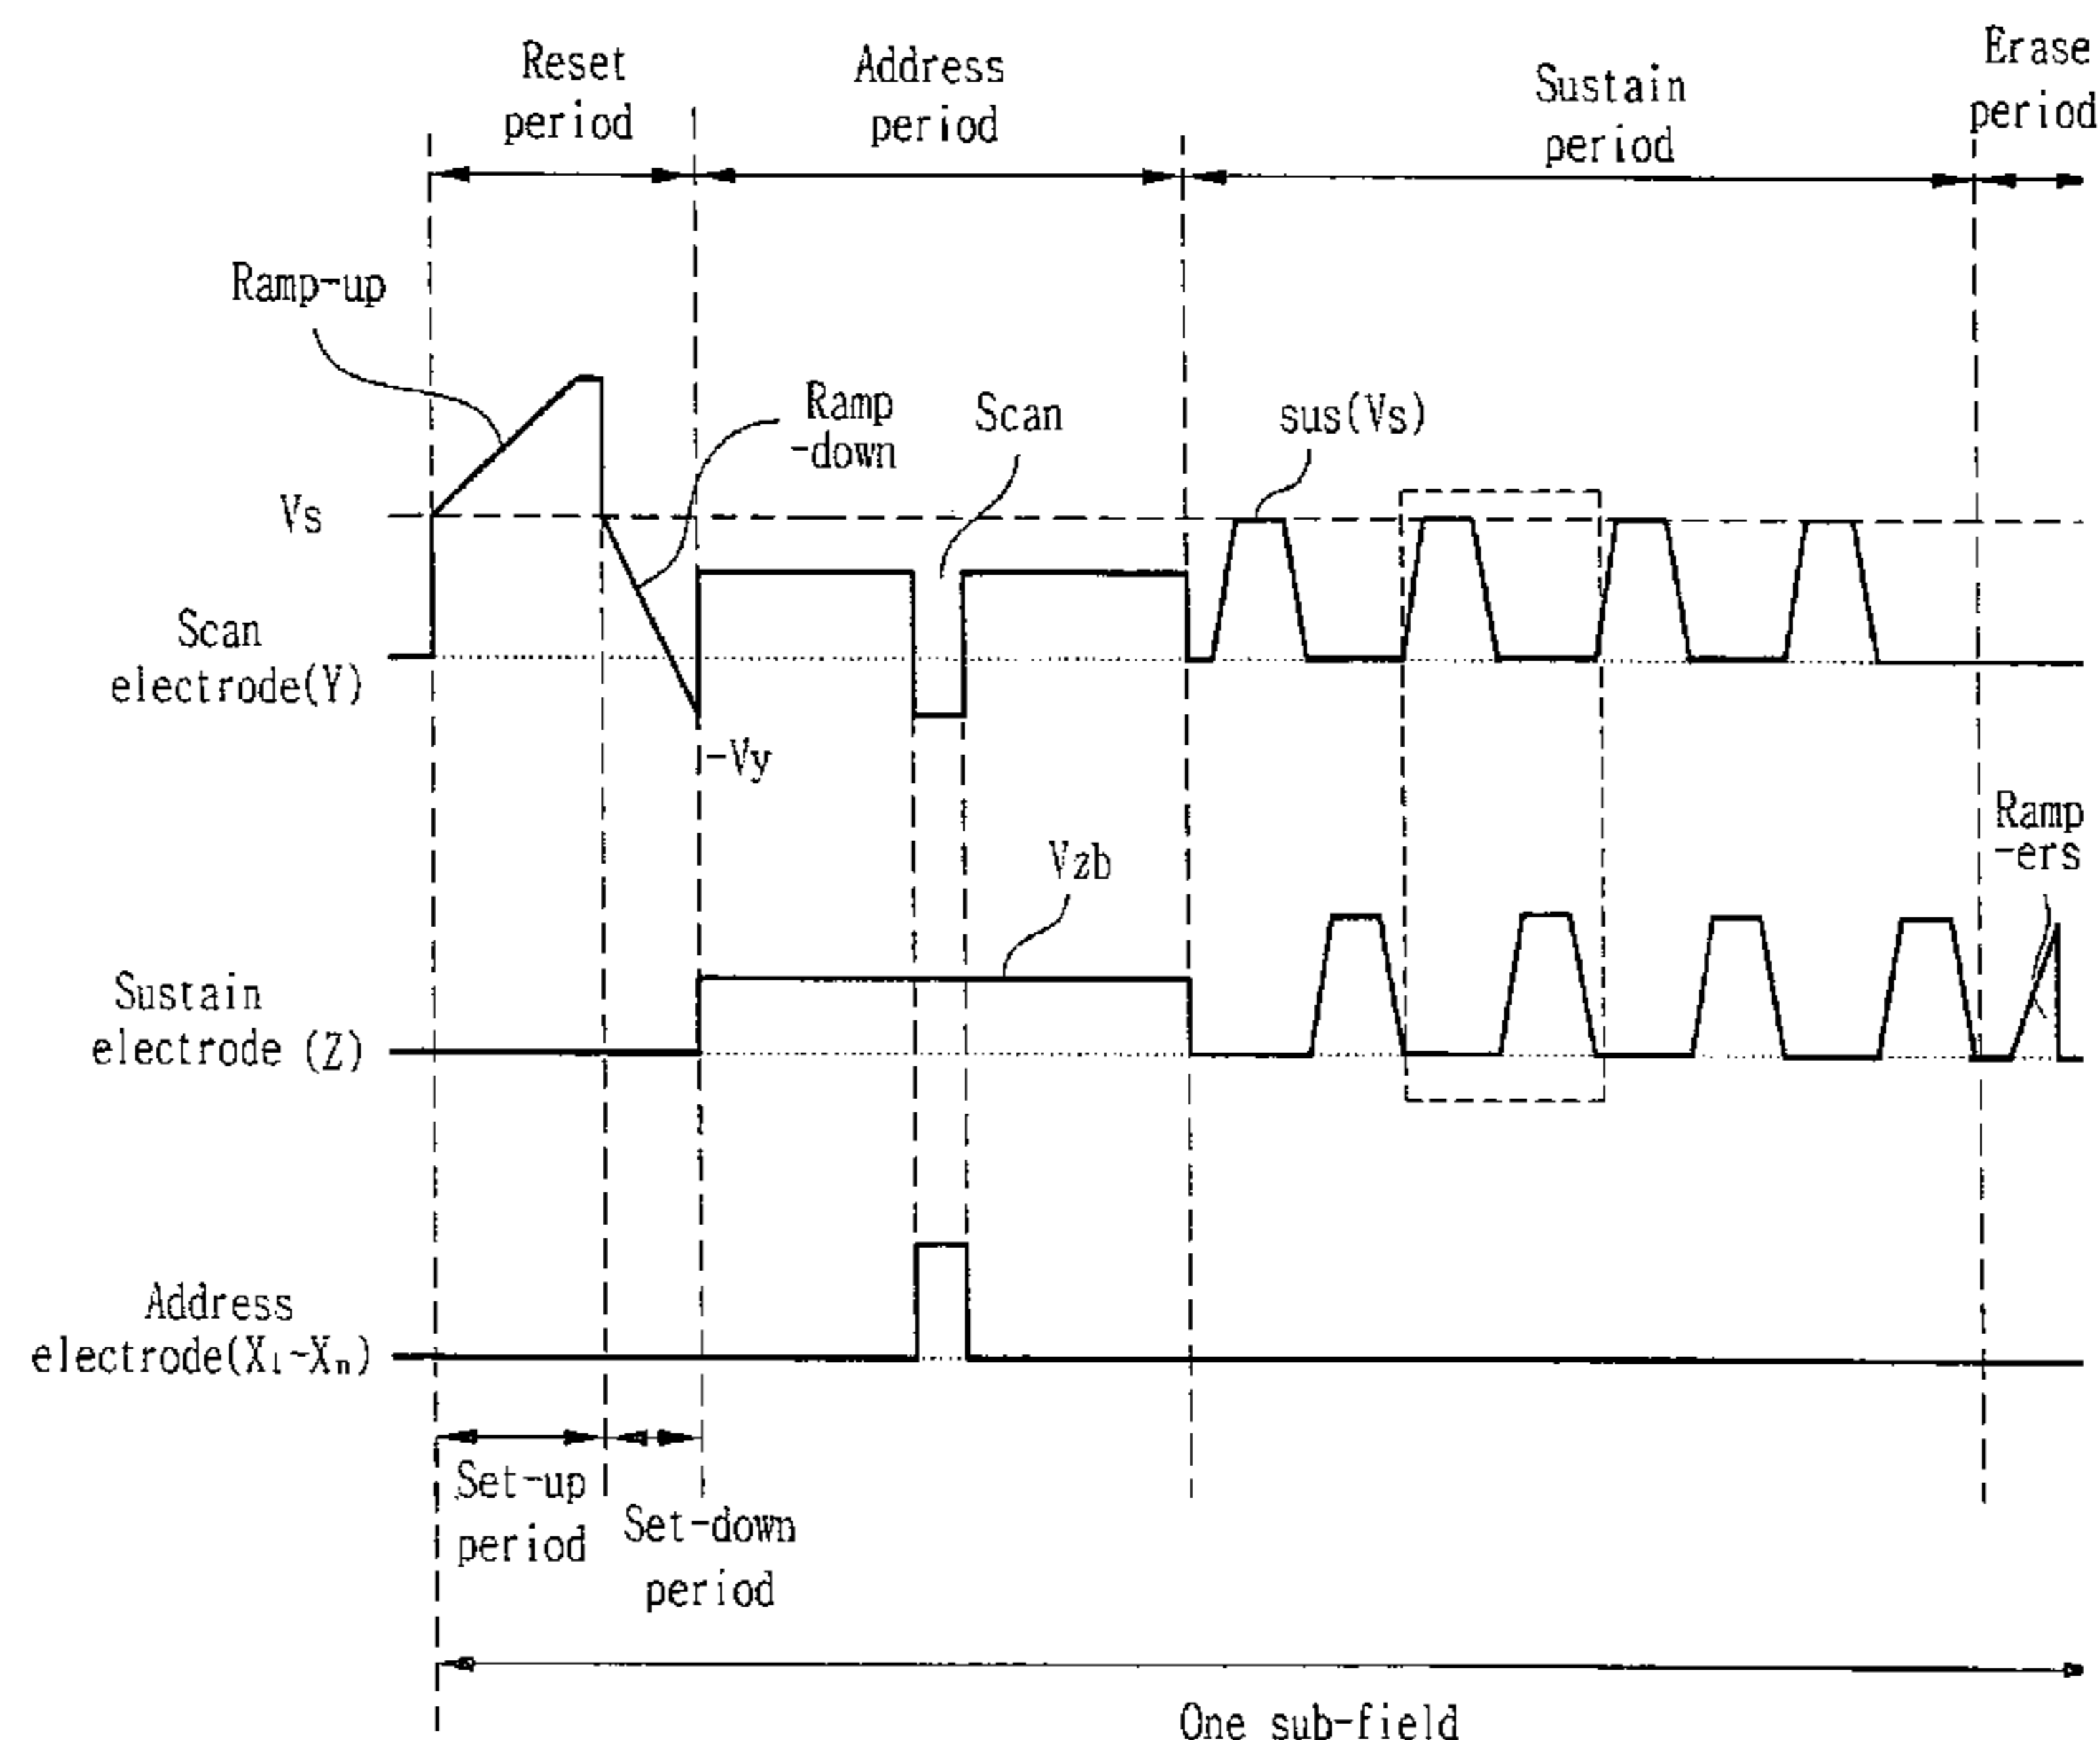 Reset
period
Address
period
Sustain
period
Erase
period
Ramp-up
Ramp
-down
Scan
sus(Vs)
Vs
Scan
electrode(Y)
-Vy
Ramp
-ers
Vzb
Sustain
electrode (Z)
Address
electrode(X₁~Xₙ)
Set-up
period
Set-down
period
One sub-field